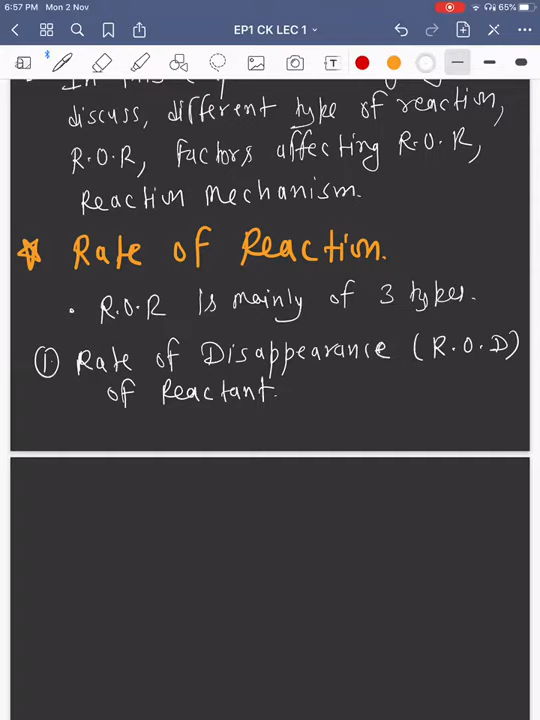 6:57 PM Mon 2 Nov 65%
EP1 CK LEC 1
discuss, different type of reaction,
R.O.R, Factors affecting R.O.R,
Reaction Mechanism.
Rate of Reaction.
R.O.R is mainly of 3 types.
① Rate of Disappearance (R.O.D)
of Reactant.